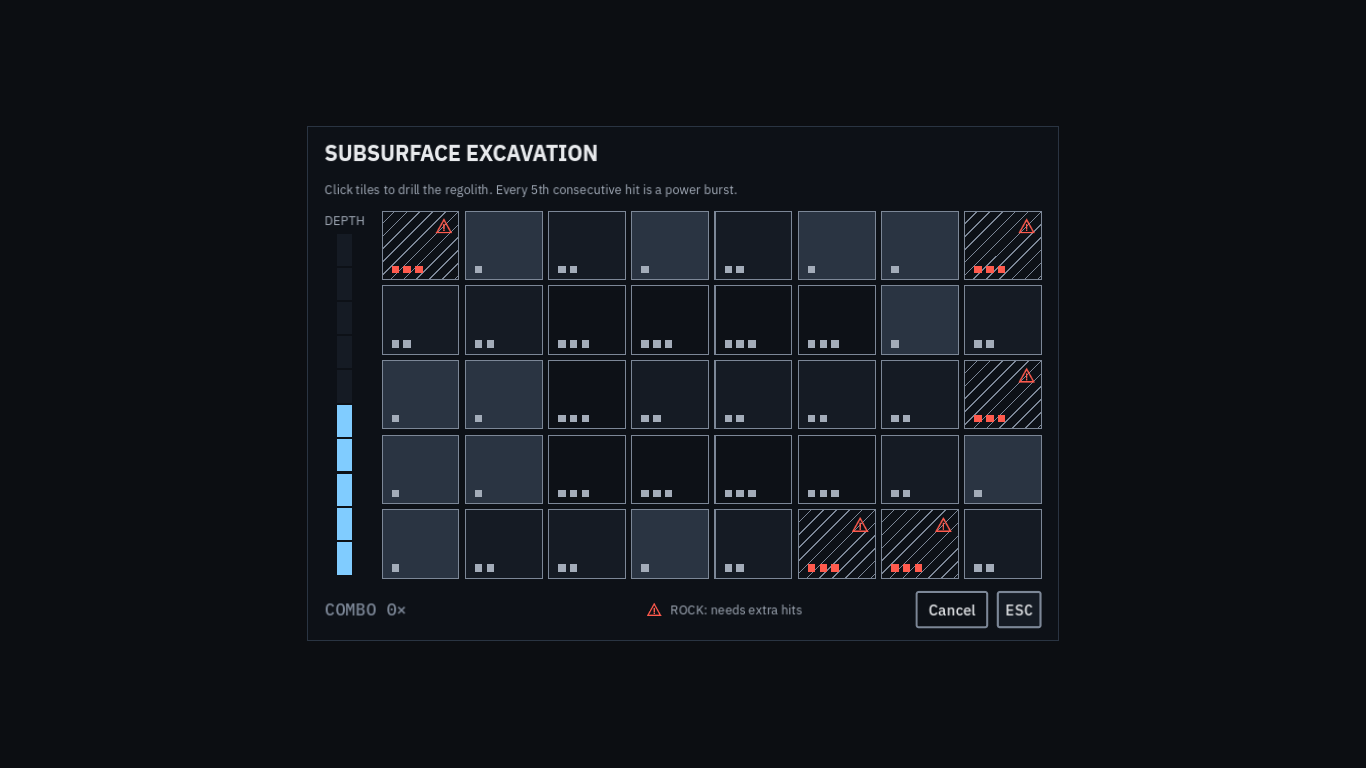 SUBSURFACE EXCAVATION
Click tiles to drill the regolith. Every 5th consecutive hit is a power burst.
DEPTH
COMBO 0×
ROCK: needs extra hits
Cancel
ESC